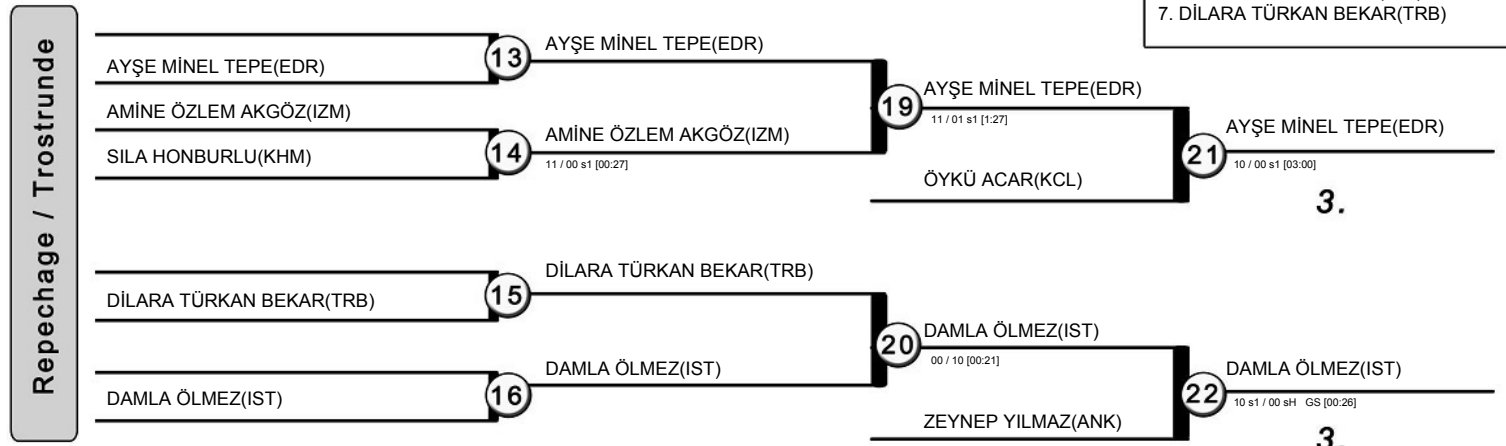 7. DİLARA TÜRKAN BEKAR(TRB)
Repechage / Trostrunde
AYŞE MİNEL TEPE(EDR)
13
AYŞE MİNEL TEPE(EDR)
AMİNE ÖZLEM AKGÖZ(IZM)
SILA HONBURLU(KHM)
14
AMİNE ÖZLEM AKGÖZ(IZM)
11 / 00 s1 [00:27]
19
AYŞE MİNEL TEPE(EDR)
11 / 01 s1 [1:27]
ÖYKÜ ACAR(KCL)
21
AYŞE MİNEL TEPE(EDR)
10 / 00 s1 [03:00]
3.
DİLARA TÜRKAN BEKAR(TRB)
15
DİLARA TÜRKAN BEKAR(TRB)
DAMLA ÖLMEZ(IST)
16
DAMLA ÖLMEZ(IST)
20
DAMLA ÖLMEZ(IST)
00 / 10 [00:21]
ZEYNEP YILMAZ(ANK)
22
DAMLA ÖLMEZ(IST)
10 s1 / 00 sH GS [00:26]
3.